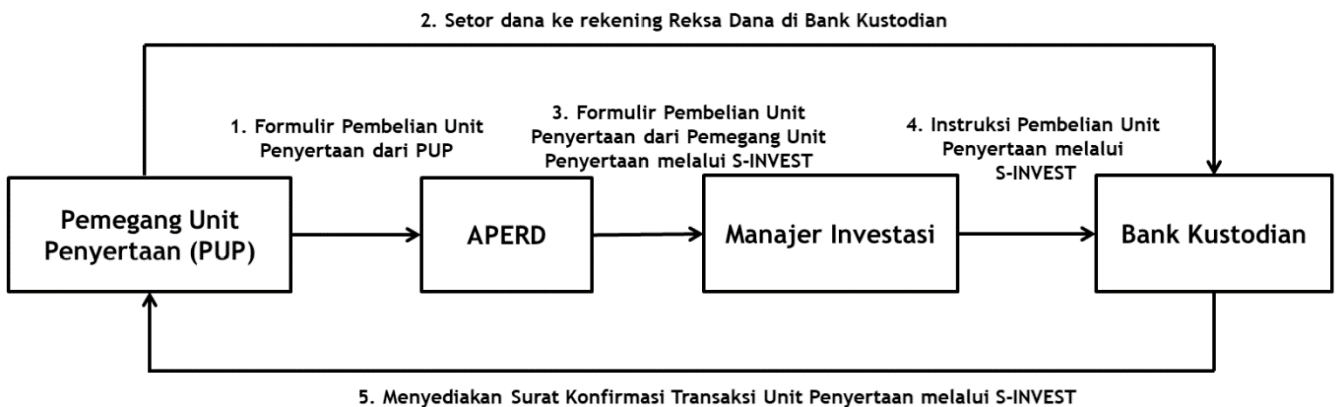 2. Setor dana ke rekening Reksa Dana di Bank Kustodian
1. Formulir Pembelian Unit
Penyertaan dari PUP
3. Formulir Pembelian Unit
Penyertaan dari Pemegang Unit
Penyertaan melalui S-INVEST
4. Instruksi Pembelian Unit
Penyertaan melalui
S-INVEST
Pemegang Unit
Penyertaan (PUP)
APERD
Manajer Investasi
Bank Kustodian
5. Menyediakan Surat Konfirmasi Transaksi Unit Penyertaan melalui S-INVEST